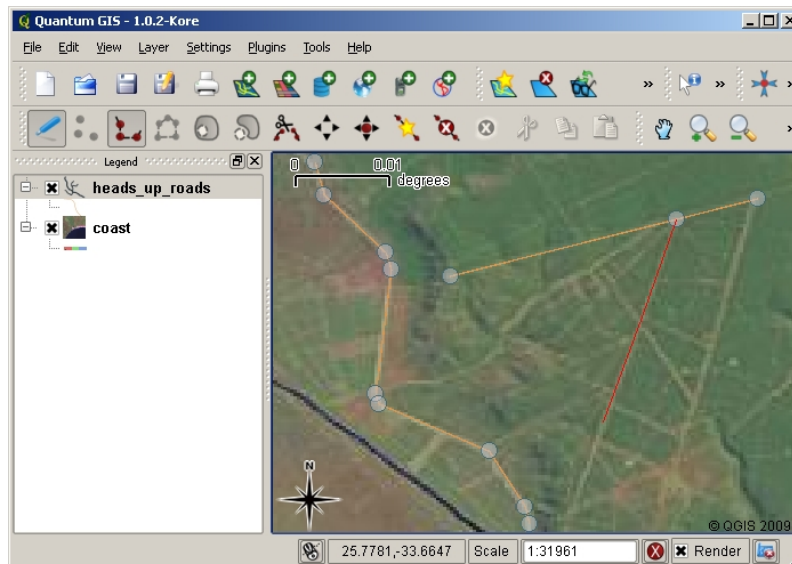 Quantum GIS - 1.0.2-Kore
File Edit View Layer Settings Plugins Tools Help
Legend
heads_up_roads
coast
0 0.01
degrees
N
© QGIS 2009
25.7781,-33.6647 Scale 1:31961 Render